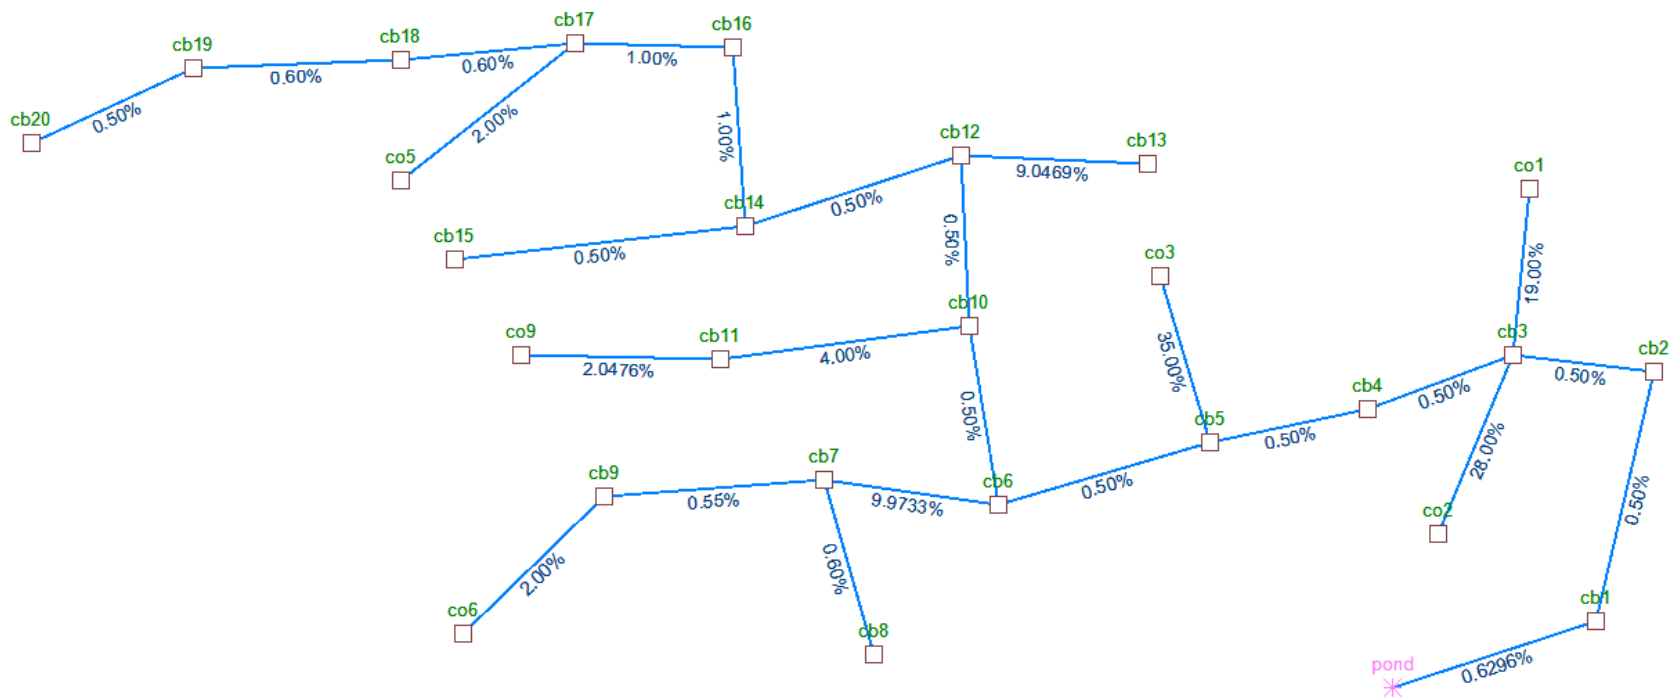 cb17
cb16
cb18
cb19
1.00%
0.60%
0.60%
cb20
0.50%
2.00%
1.00%
cb12
cb13
co5
9.0469%
co1
cb14
0.50%
cb15
0.50%
0.50%
co3
19.00%
cb10
co9
cb11
4.00%
2.0476%
35.00%
cb3
cb2
0.50%
cb4
0.50%
0.50%
cb5
0.50%
cb7
cb9
28.00%
cb6
0.50%
0.55%
9.9733%
0.50%
co2
2.00%
0.60%
co6
cb8
cb1
pond
0.6296%